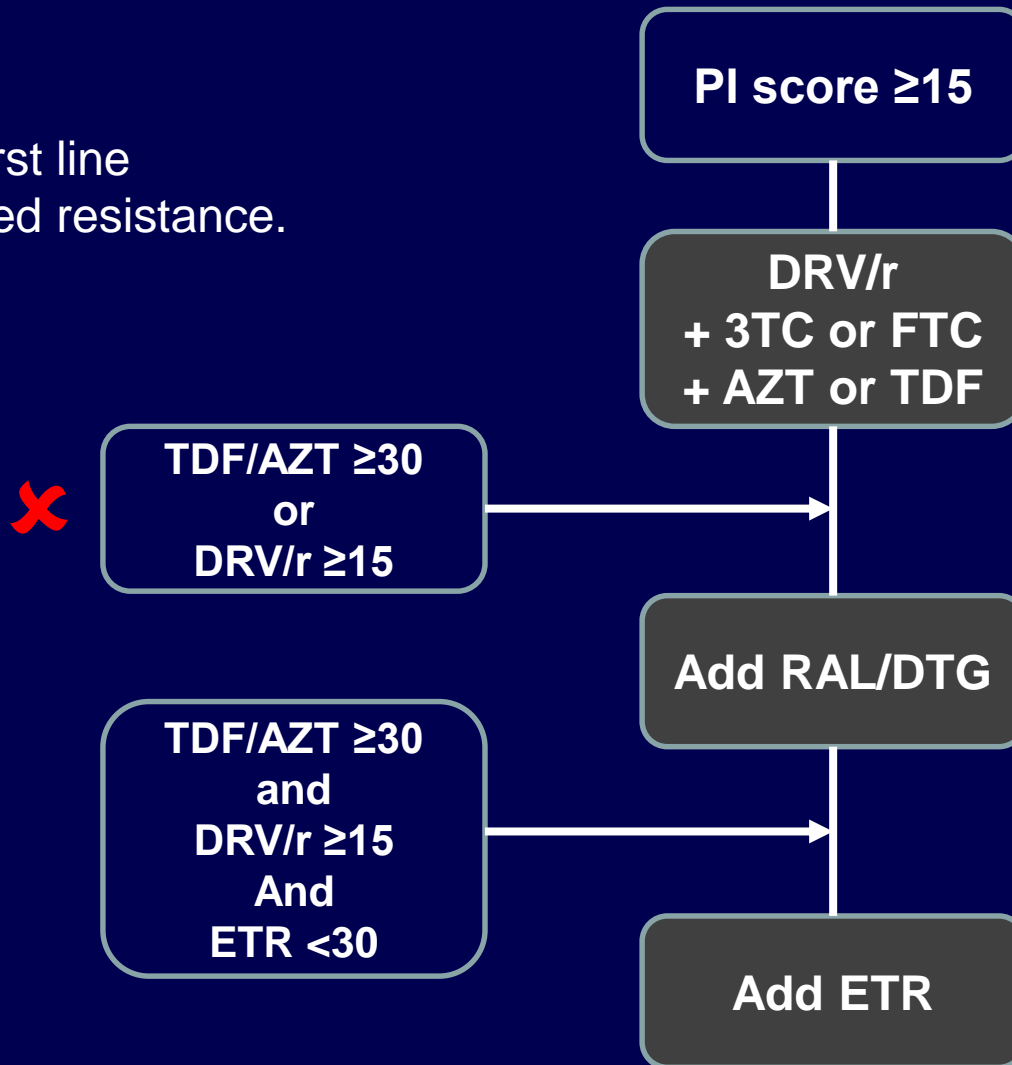 PI score ≥15
rst line
ed resistance.
DRV/r
+ 3TC or FTC
+ AZT or TDF
TDF/AZT ≥30
or
DRV/r ≥15
Add RAL/DTG
TDF/AZT ≥30
and
DRV/r ≥15
And
ETR <30
Add ETR